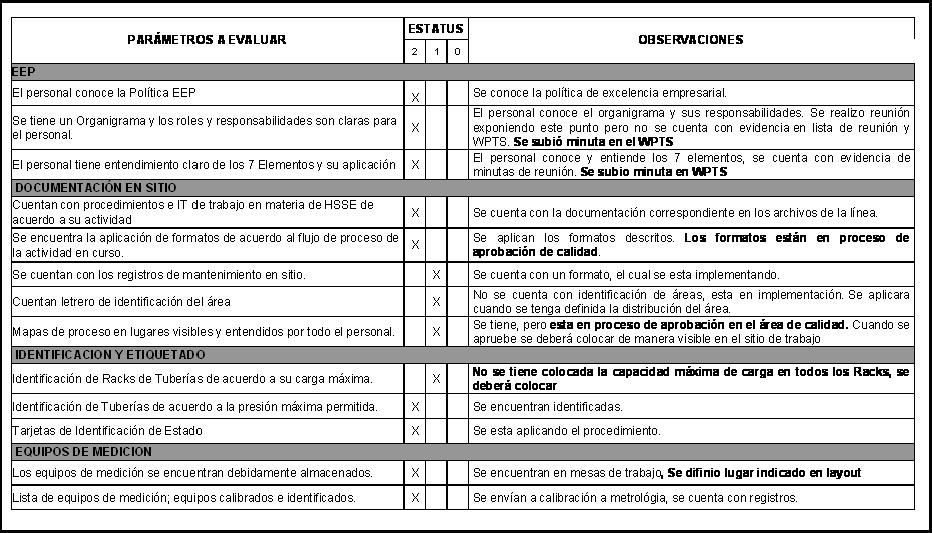 PARÁMETROS A EVALUAR
ESTATUS
2 1 0
OBSERVACIONES
EEP
El personal conoce la Política EEP
X
Se conoce la política de excelencia empresarial.
Se tiene un Organigrama y los roles y responsabilidades son claras para
el personal.
X
El personal conoce el organigrama y sus responsabilidades. Se realizo reunión
exponiendo este punto pero no se cuenta con evidencia en lista de reunión y
WPTS. Se subió minuta en el WPTS
El personal tiene entendimiento claro de los 7 Elementos y su aplicación
X
El personal conoce y entiende los 7 elementos, se cuenta con evidencia de
minutas de reunión. Se subio minuta en WPTS
DOCUMENTACIÓN EN SITIO
Cuentan con procedimientos e IT de trabajo en materia de HSSE de
acuerdo a su actividad
X
Se cuenta con la documentación correspondiente en los archivos de la línea.
Se encuentra la aplicación de formatos de acuerdo al flujo de proceso de
la actividad en curso.
X
Se aplican los formatos descritos. Los formatos están en proceso de
aprobación de calidad.
Se cuentan con los registros de mantenimiento en sitio.
X
Se cuenta con un formato, el cual se esta implementando.
Cuentan letrero de identificación del área
X
No se cuenta con identificación de áreas, esta en implementación. Se aplicara
cuando se tenga definida la distribución del área.
Mapas de proceso en lugares visibles y entendidos por todo el personal.
X
Se tiene, pero esta en proceso de aprobación en el área de calidad. Cuando se
apruebe se deberá colocar de manera visible en el sitio de trabajo
IDENTIFICACION Y ETIQUETADO
Identificación de Racks de Tuberías de acuerdo a su carga máxima.
X
No se tiene colocada la capacidad máxima de carga en todos los Racks, se
deberá colocar
Identificación de Tuberías de acuerdo a la presión máxima permitida.
X
Se encuentran identificadas.
Tarjetas de Identificación de Estado
X
Se esta aplicando el procedimiento.
EQUIPOS DE MEDICION
Los equipos de medición se encuentran debidamente almacenados.
X
Se encuentran en mesas de trabajo, Se difinio lugar indicado en layout
Lista de equipos de medición; equipos calibrados e identificados.
X
Se envían a calibración a metrológia, se cuenta con registros.